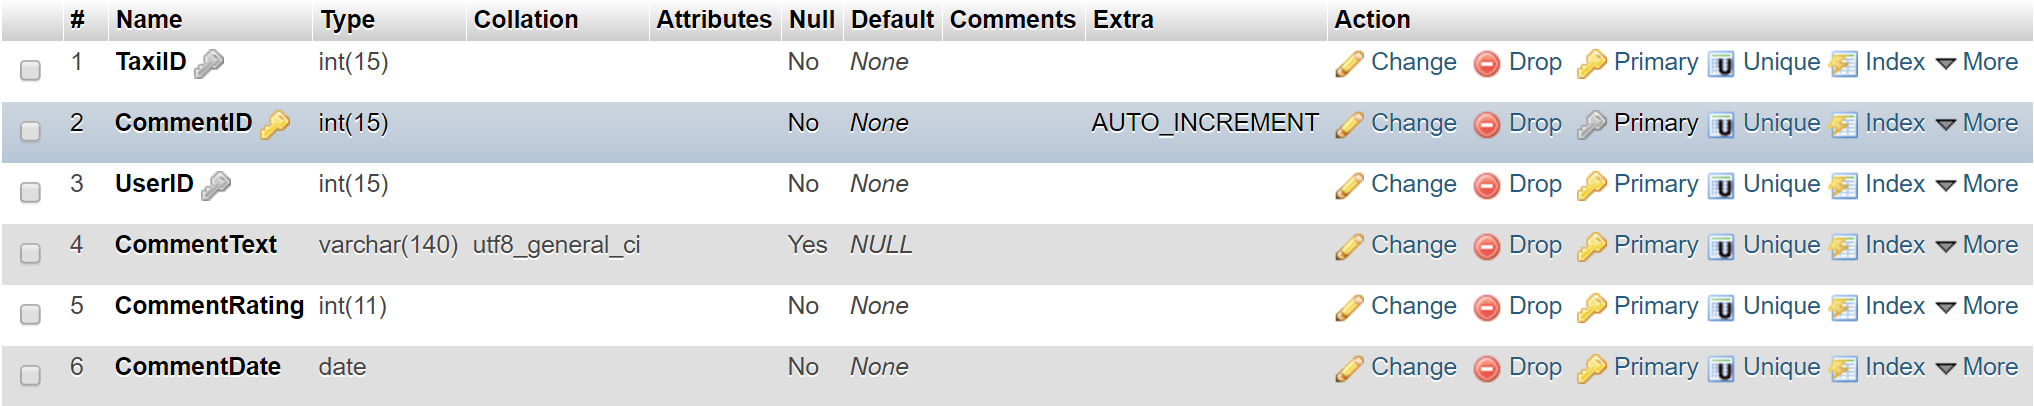 # Name Type Collation Attributes Null Default Comments Extra Action
1 TaxiID int(15) No None Change Drop Primary Unique Index More
2 CommentID int(15) No None AUTO_INCREMENT Change Drop Primary Unique Index More
3 UserID int(15) No None Change Drop Primary Unique Index More
4 CommentText varchar(140) utf8_general_ci Yes NULL Change Drop Primary Unique Index More
5 CommentRating int(11) No None Change Drop Primary Unique Index More
6 CommentDate date No None Change Drop Primary Unique Index More